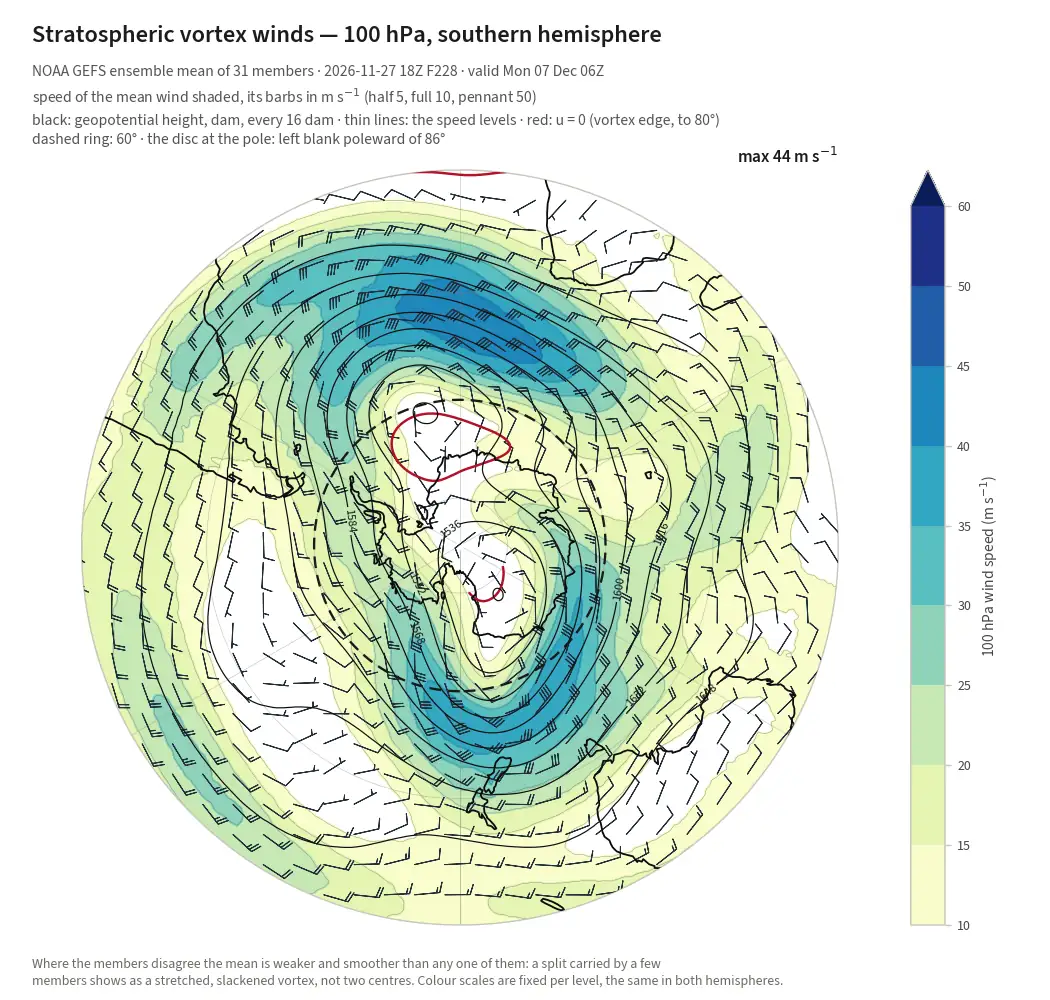 Stratospheric vortex winds — 100 hPa, southern hemisphere
NOAA GEFS ensemble mean of 31 members · 2026-11-27 18Z F228 · valid Mon 07 Dec 06Z
speed of the mean wind shaded, its barbs in m s⁻¹ (half 5, full 10, pennant 50)
black: geopotential height, dam, every 16 dam · thin lines: the speed levels · red: u = 0 (vortex edge, to 80°)
dashed ring: 60° · the disc at the pole: left blank poleward of 86°
max 44 m s⁻¹
60
50
45
40
35
30
25
20
15
10
100 hPa wind speed (m s⁻¹)
1536
1584
1616
1552
1600
1568
1632
1648
Where the members disagree the mean is weaker and smoother than any one of them: a split carried by a few
members shows as a stretched, slackened vortex, not two centres. Colour scales are fixed per level, the same in both hemispheres.